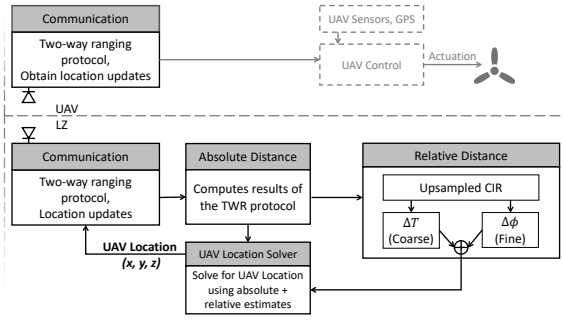 Communication
Two-way ranging
protocol,
Obtain location updates
UAV Sensors, GPS
UAV Control
Actuation
UAV
LZ
Communication
Two-way ranging
protocol,
Location updates
Absolute Distance
Computes results of
the TWR protocol
Relative Distance
Upsampled CIR
ΔT
(Coarse)
Δϕ
(Fine)
UAV Location
(x, y, z)
UAV Location Solver
Solve for UAV Location
using absolute +
relative estimates